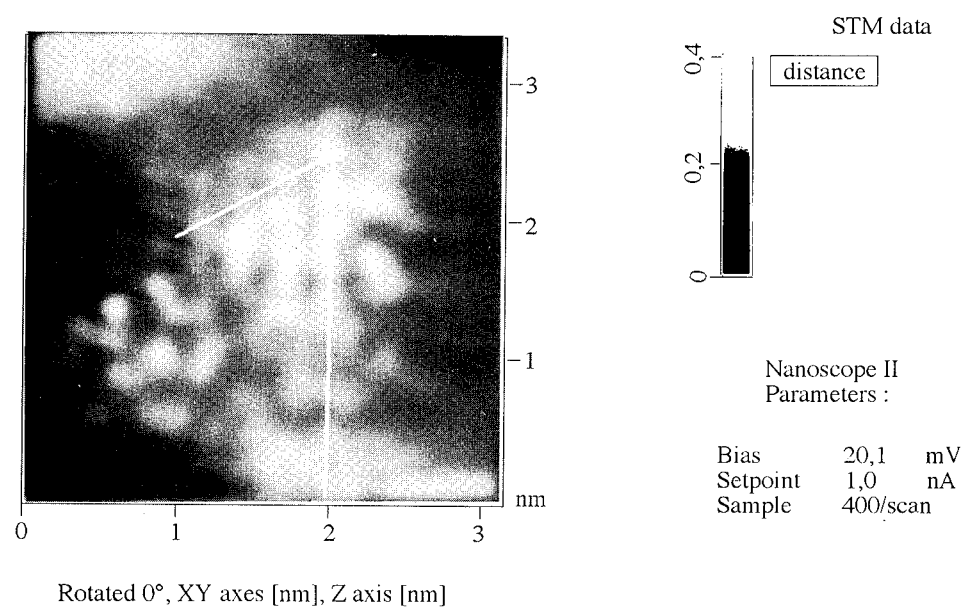 STM data
0,4
distance
0,2
0
3
2
1
nm
0 1 2 3
Nanoscope II
Parameters :
Bias 20,1 mV
Setpoint 1,0 nA
Sample 400/scan
Rotated 0°, XY axes [nm], Z axis [nm]